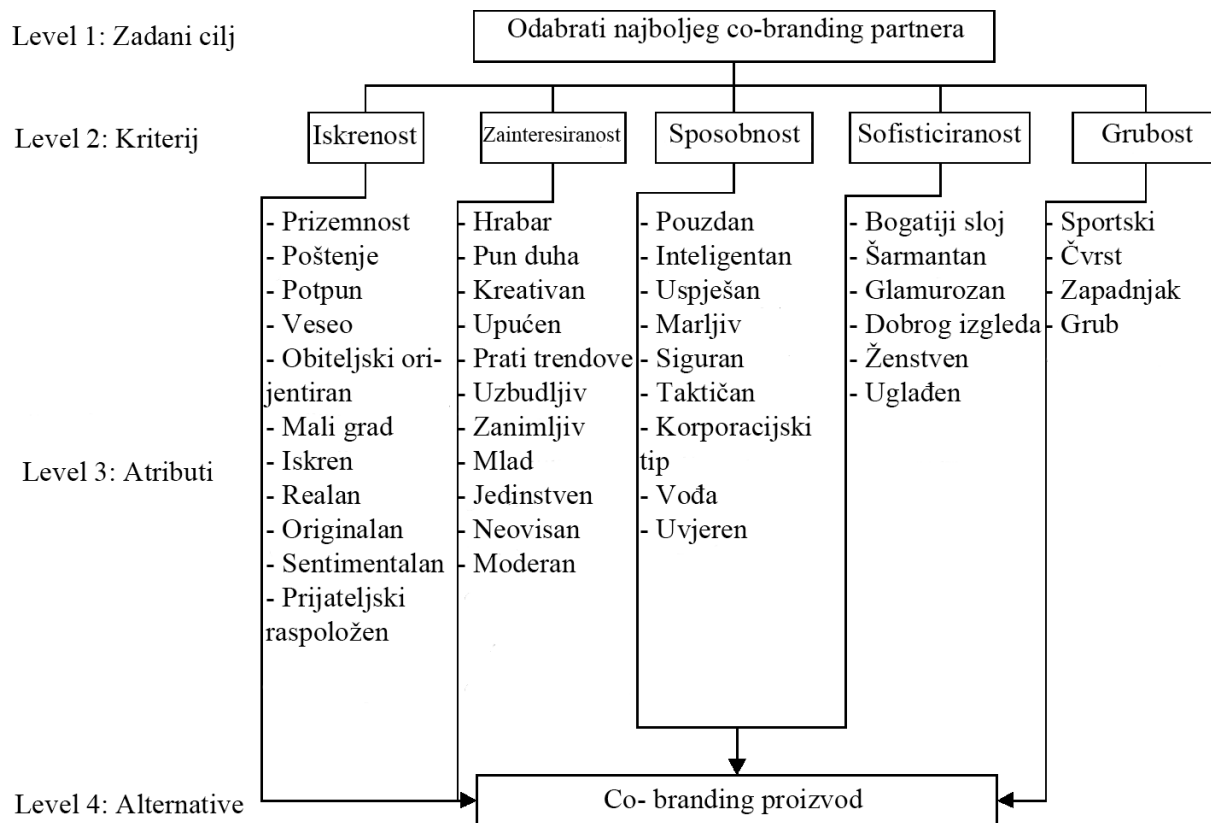 Level 1: Zadani cilj
Odabrati najboljeg co-branding partnera
Level 2: Kriterij
Iskrenost
Zainteresiranost
Sposobnost
Sofisticiranost
Grubost
Level 3: Atributi
- Prizemnost
- Poštenje
- Potpun
- Veseo
- Obiteljski ori-
jentiran
- Mali grad
- Iskren
- Realan
- Originalan
- Sentimentalan
- Prijateljski
raspoložen
- Hrabar
- Pun duha
- Kreativan
- Upućen
- Prati trendove
- Uzbudljiv
- Zanimljiv
- Mlad
- Jedinstven
- Neovisan
- Moderan
- Pouzdan
- Inteligentan
- Uspješan
- Marljiv
- Siguran
- Taktičan
- Korporacijski
tip
- Vođa
- Uvjeren
- Bogatiji sloj
- Šarmantan
- Glamurozan
- Dobrog izgleda
- Ženstven
- Uglađen
- Sportski
- Čvrst
- Zapadnjak
- Grub
Level 4: Alternative
Co- branding proizvod